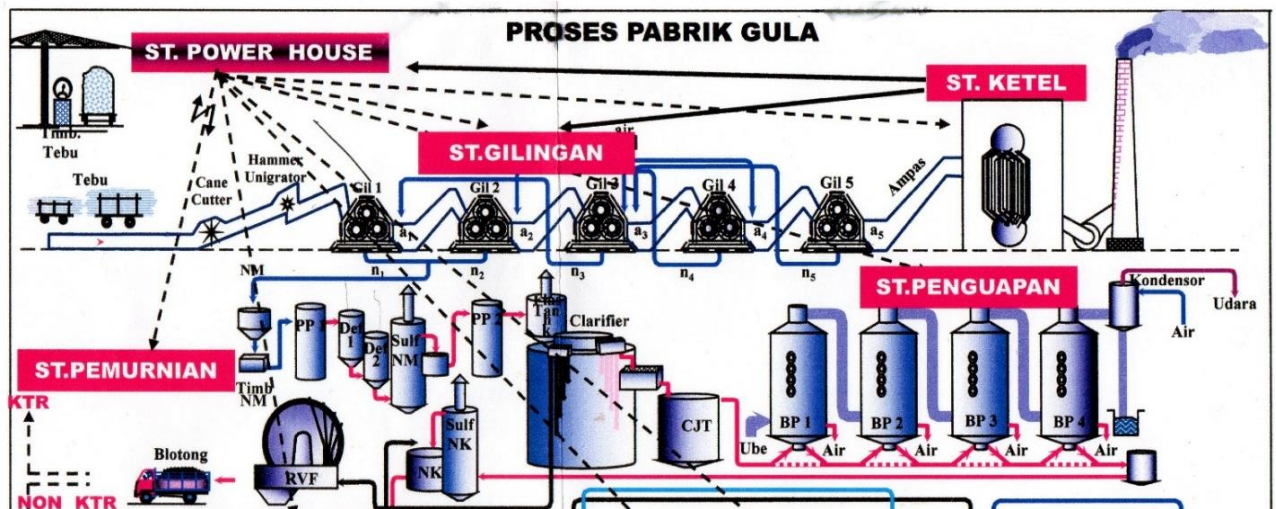 PROSES PABRIK GULA
ST. POWER HOUSE
ST. KETEL
Timb.
Tebu
ST.GILINGAN
air
Tebu
Cane
Cutter
Hammer
Unigrator
Gil 1
Gil 2
Gil 3
Gil 4
Gil 5
Ampas
a1
a2
a3
a4
a5
n1
n2
n3
n4
n5
NM
ST.PENGUAPAN
Kondensor
Udara
Air
PP 1
Def
1
Def
2
Sulf
NM
PP 2
Tan
k
Clarifier
ST.PEMURNIAN
Timb
NM
KTR
Sulf
NK
NK
CJT
Ube
BP 1
BP 2
BP 3
BP 4
Air
Air
Air
Air
Blotong
RVF
NON KTR